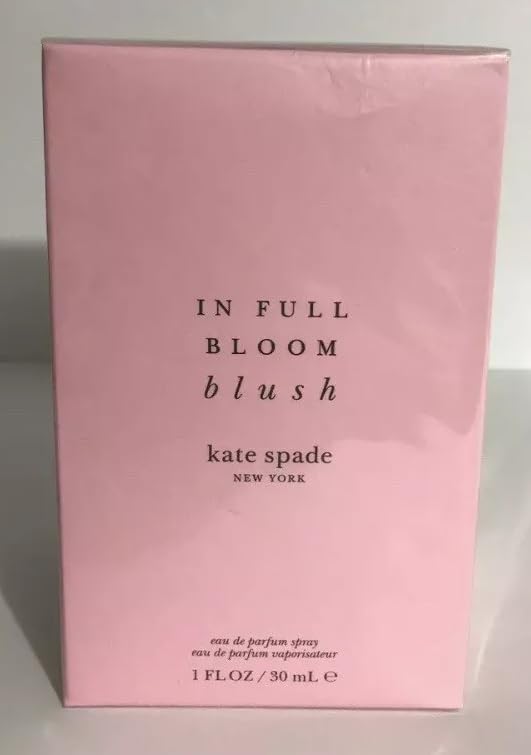 IN FULL
BLOOM
blush
kate spade
NEW YORK
eau de parfum spray
eau de parfum vaporisateur
1 FL OZ / 30 mL ℮